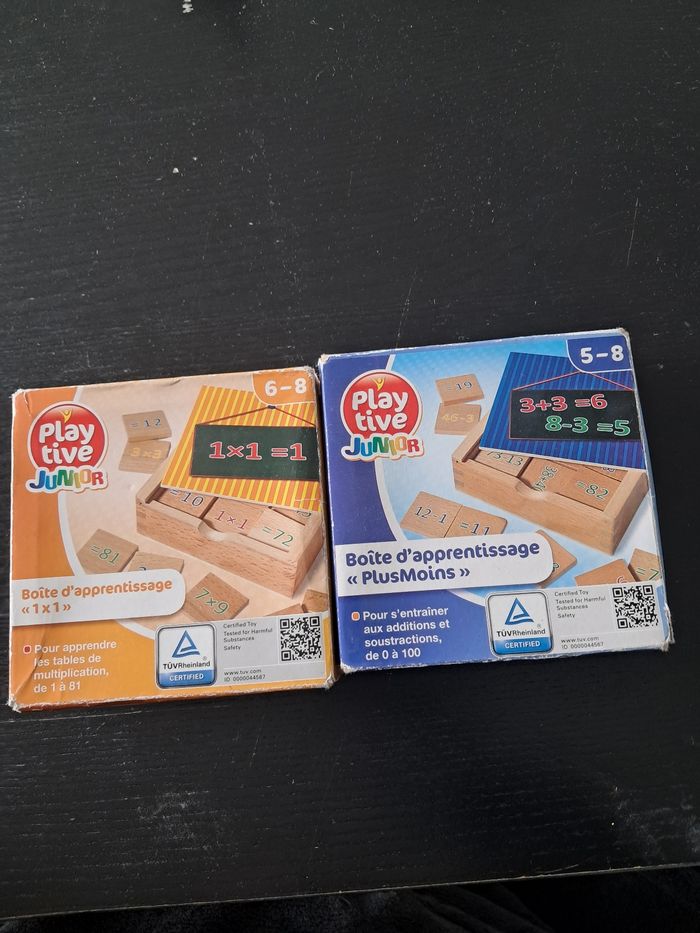 6-8
Play
tive
JUNIOR
= 12
3×3
1×1 =1
=10
1×1
=72
=81
7×9
Boîte d'apprentissage
« 1x1 »
Pour apprendre
les tables de
multiplication,
de 1 à 81
TÜVRheinland
CERTIFIED
Certified Toy
Tested for Harmful
Substances
Safety
www.tuv.com
ID 0000044567
5-8
Play
tive
JUNIOR
=19
46-3
3+3 =6
8-3 =5
=82
12-1
=11
Boîte d'apprentissage
« PlusMoins »
Pour s'entraîner
aux additions et
soustractions,
de 0 à 100
TÜVRheinland
CERTIFIED
Certified Toy
Tested for Harmful
Substances
Safety
www.tuv.com
ID 0000044567